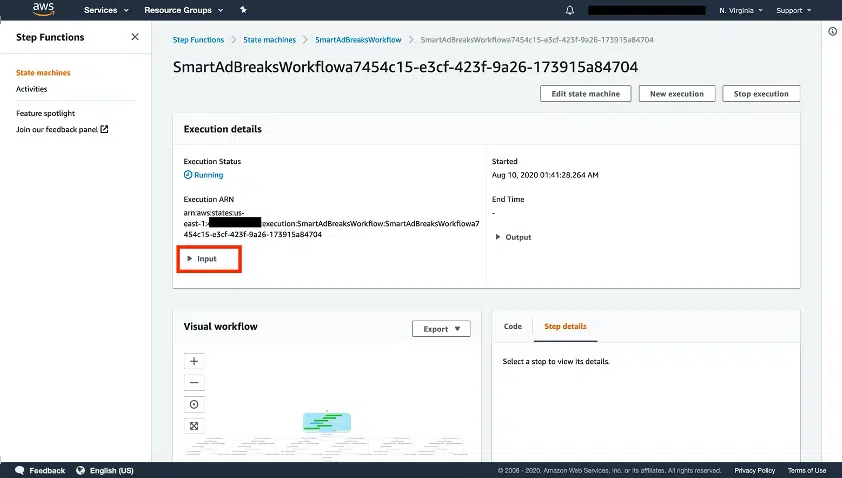 aws Services Resource Groups N. Virginia Support
Step Functions
State machines
Activities
Feature spotlight
Join our feedback panel
Step Functions State machines SmartAdBreaksWorkflow SmartAdBreaksWorkflowa7454c15-e3cf-423f-9a26-173915a84704
SmartAdBreaksWorkflowa7454c15-e3cf-423f-9a26-173915a84704
Edit state machine New execution Stop execution
Execution details
Execution Status
Running
Execution ARN
arn:aws:states:us-
east-1: :execution:SmartAdBreaksWorkflow:SmartAdBreaksWorkflowa7
454c15-e3cf-423f-9a26-173915a84704
Input
Started
Aug 10, 2020 01:41:28.264 AM
End Time
-
Output
Visual workflow
Export
Code Step details
Select a step to view its details.
Feedback English (US) © 2008 - 2020, Amazon Web Services, Inc. or its affiliates. All rights reserved. Privacy Policy Terms of Use